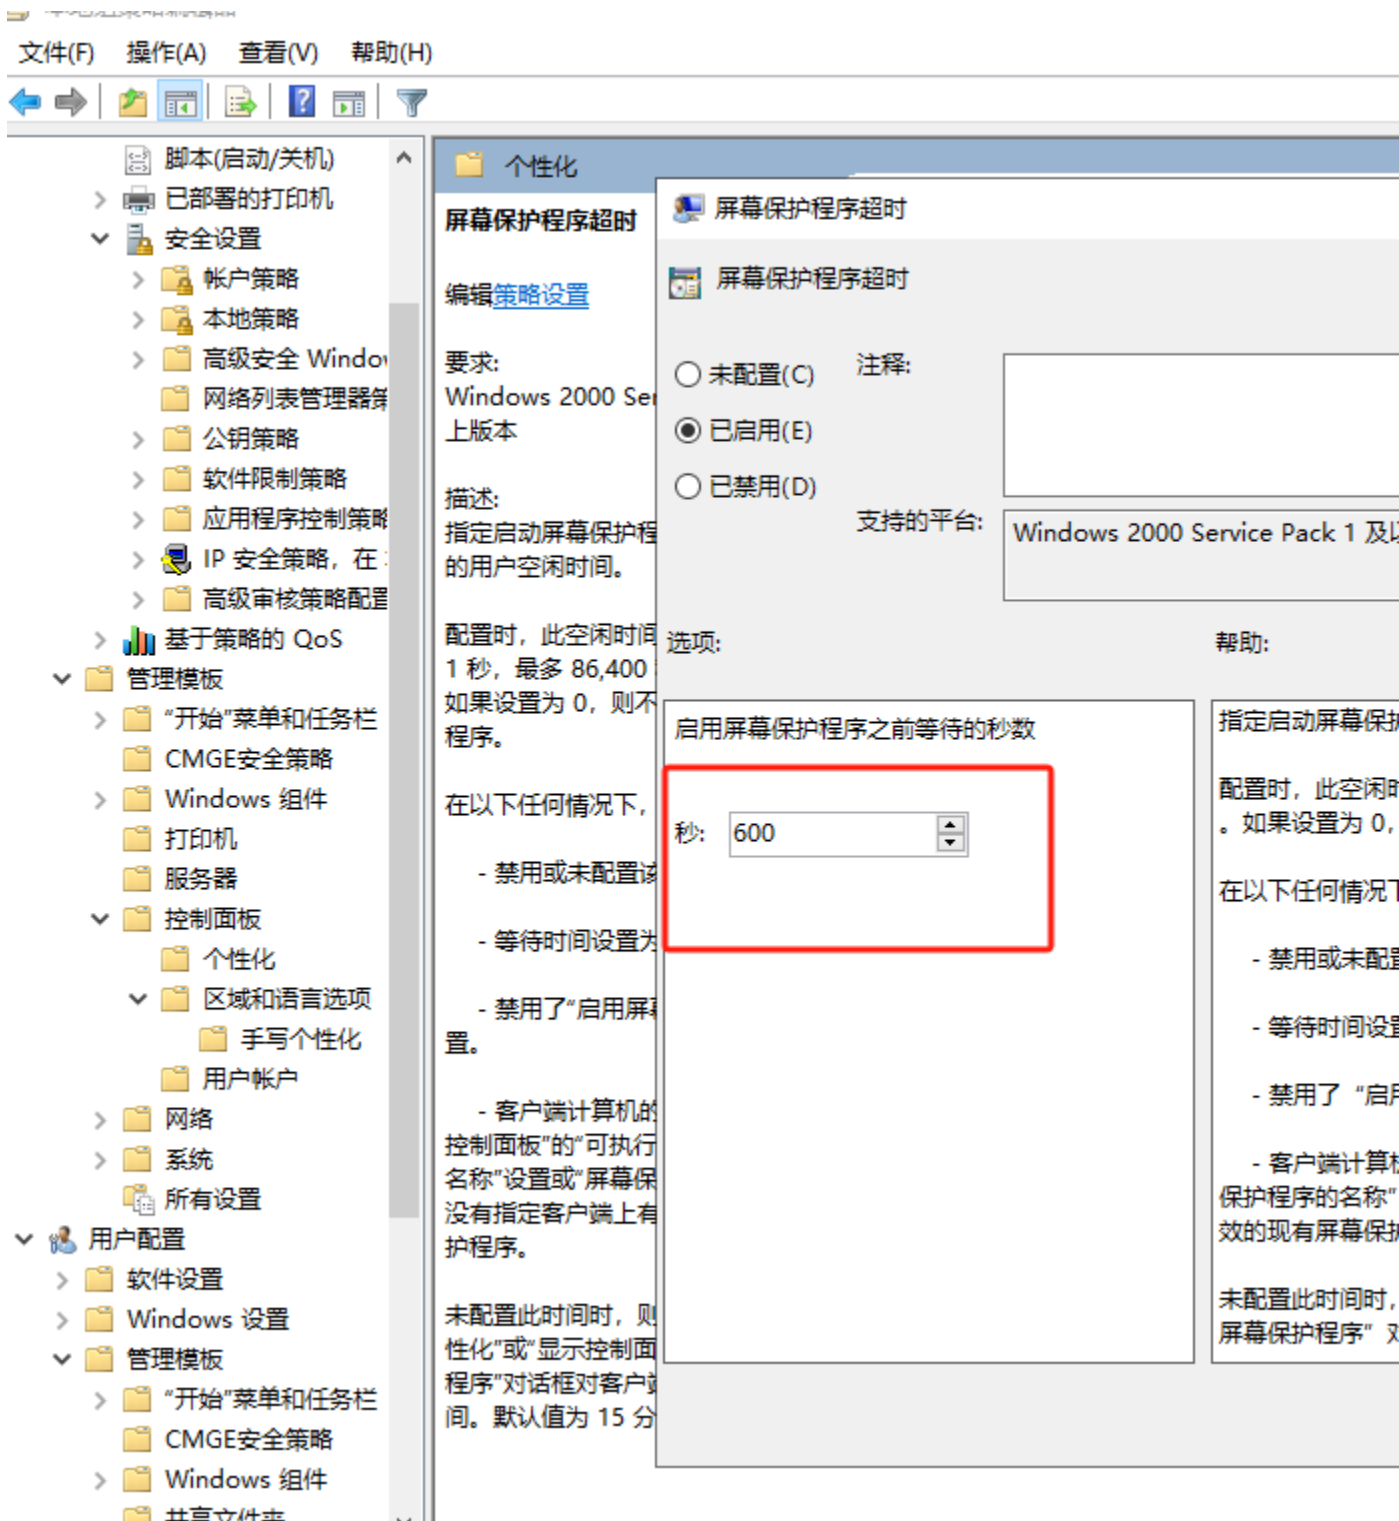 文件(F) 操作(A) 查看(V) 帮助(H)
脚本(启动/关机)
已部署的打印机
安全设置
帐户策略
本地策略
高级安全 Windo
网络列表管理器
公钥策略
软件限制策略
应用程序控制策略
IP 安全策略，在
高级审核策略配置
基于策略的 QoS
管理模板
“开始”菜单和任务栏
CMGE安全策略
Windows 组件
打印机
服务器
控制面板
个性化
区域和语言选项
手写个性化
用户帐户
网络
系统
所有设置
用户配置
软件设置
Windows 设置
管理模板
“开始”菜单和任务栏
CMGE安全策略
Windows 组件
个性化
屏幕保护程序超时
编辑策略设置
要求:
Windows 2000 Ser
上版本
描述:
指定启动屏幕保护程
的用户空闲时间。
配置时，此空闲时间
1 秒，最多 86,400
如果设置为 0，则不
程序。
在以下任何情况下，
- 禁用或未配置该
- 等待时间设置为
- 禁用了“启用屏幕
置。
- 客户端计算机的
控制面板”的“可执行
名称”设置或“屏幕保
没有指定客户端上有
护程序。
未配置此时间时，则
性化”或“显示控制面
程序”对话框对客户端
间。默认值为 15 分
屏幕保护程序超时
屏幕保护程序超时
未配置(C)
已启用(E)
已禁用(D)
注释:
支持的平台:
Windows 2000 Service Pack 1 及以
选项:
帮助:
启用屏幕保护程序之前等待的秒数
秒: 600
指定启动屏幕保护
配置时，此空闲时
。如果设置为 0，
在以下任何情况下
- 禁用或未配置
- 等待时间设置
- 禁用了 “启用
- 客户端计算机
保护程序的名称”
效的现有屏幕保护
未配置此时间时，
屏幕保护程序” 对